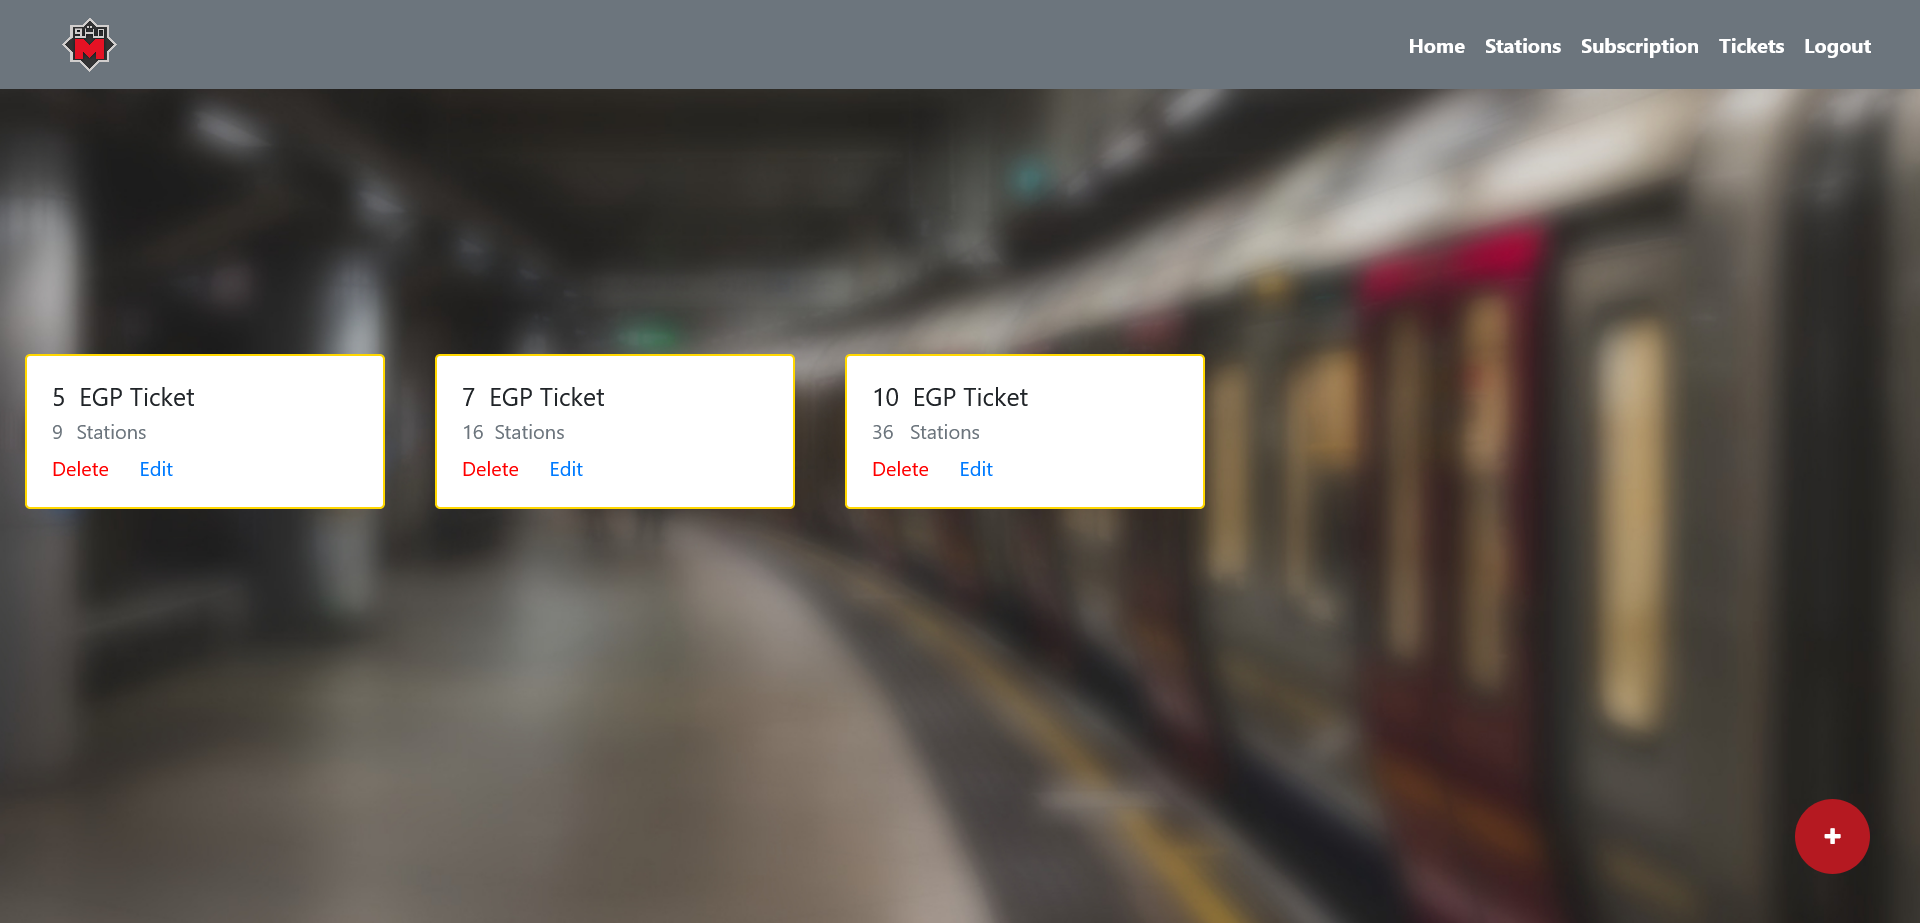 Home Stations Subscription Tickets Logout
5 EGP Ticket
9 Stations
Delete Edit
7 EGP Ticket
16 Stations
Delete Edit
10 EGP Ticket
36 Stations
Delete Edit
+